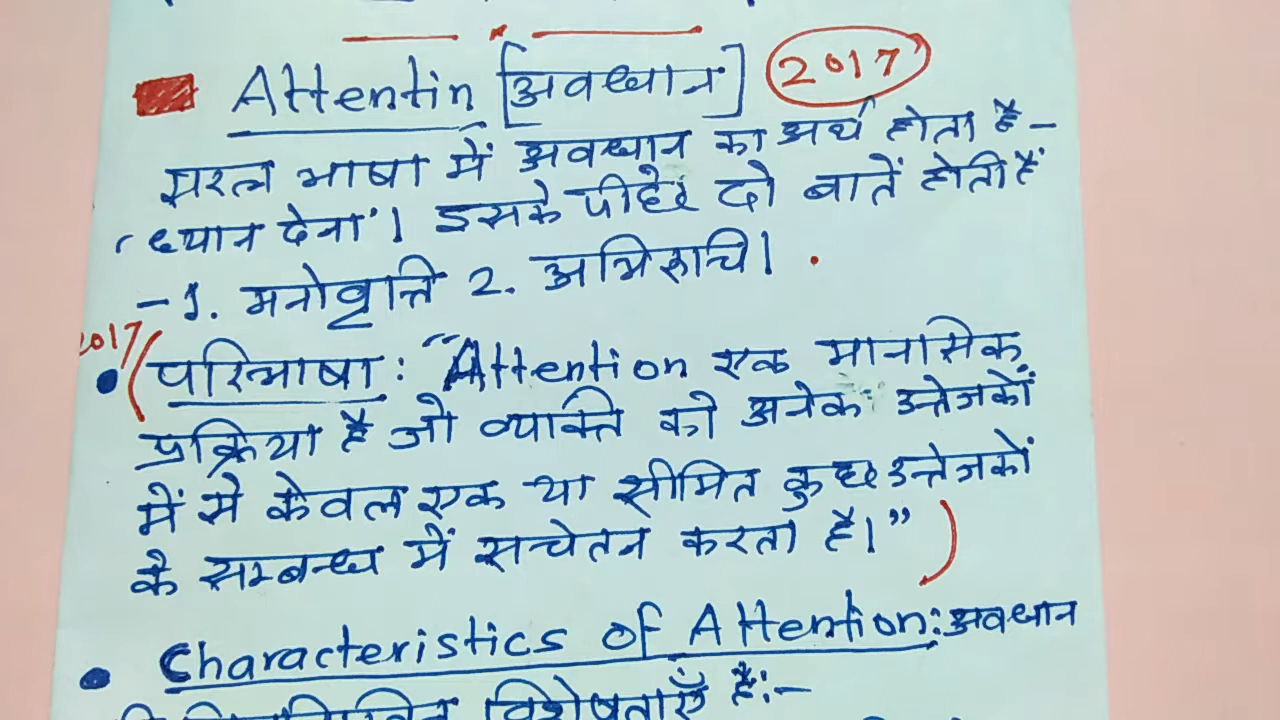 Attentin [अवधान] 2017
सरल भाषा में अवधान का अर्थ होता है–
'ध्यान देना'। इसके पीछे दो बातें होती हैं
–1. मनोवृत्ति 2. अभिरूचि।
2017
परिभाषा : "Attention एक मानसिक
प्रक्रिया है जो व्यक्ति को अनेक उत्तेजकों
में से केवल एक या सीमित कुछ उत्तेजकों
के सम्बन्ध में सचेतन करता है।"
Characteristics of Attention: अवधान
विशेषताएँ है:–